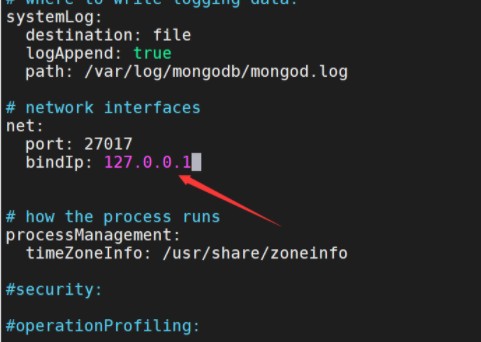 # where to write logging data.
systemLog:
destination: file
logAppend: true
path: /var/log/mongodb/mongod.log
# network interfaces
net:
port: 27017
bindIp: 127.0.0.1
# how the process runs
processManagement:
timeZoneInfo: /usr/share/zoneinfo
#security:
#operationProfiling: